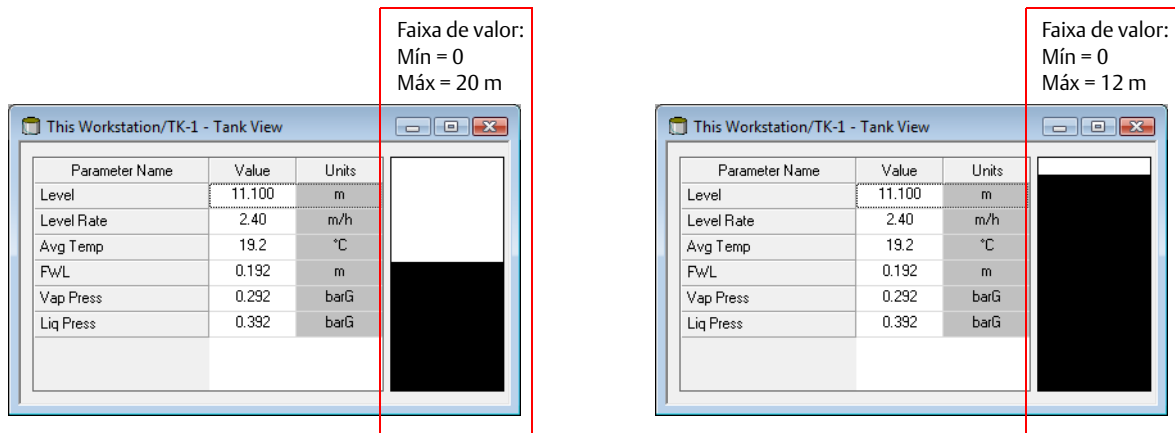 Faixa de valor:
Mín = 0
Máx = 20 m
This Workstation/TK-1 - Tank View
Parameter Name Value Units
Level 11.100 m
Level Rate 2.40 m/h
Avg Temp 19.2 °C
FWL 0.192 m
Vap Press 0.292 barG
Liq Press 0.392 barG
Faixa de valor:
Mín = 0
Máx = 12 m
This Workstation/TK-1 - Tank View
Parameter Name Value Units
Level 11.100 m
Level Rate 2.40 m/h
Avg Temp 19.2 °C
FWL 0.192 m
Vap Press 0.292 barG
Liq Press 0.392 barG